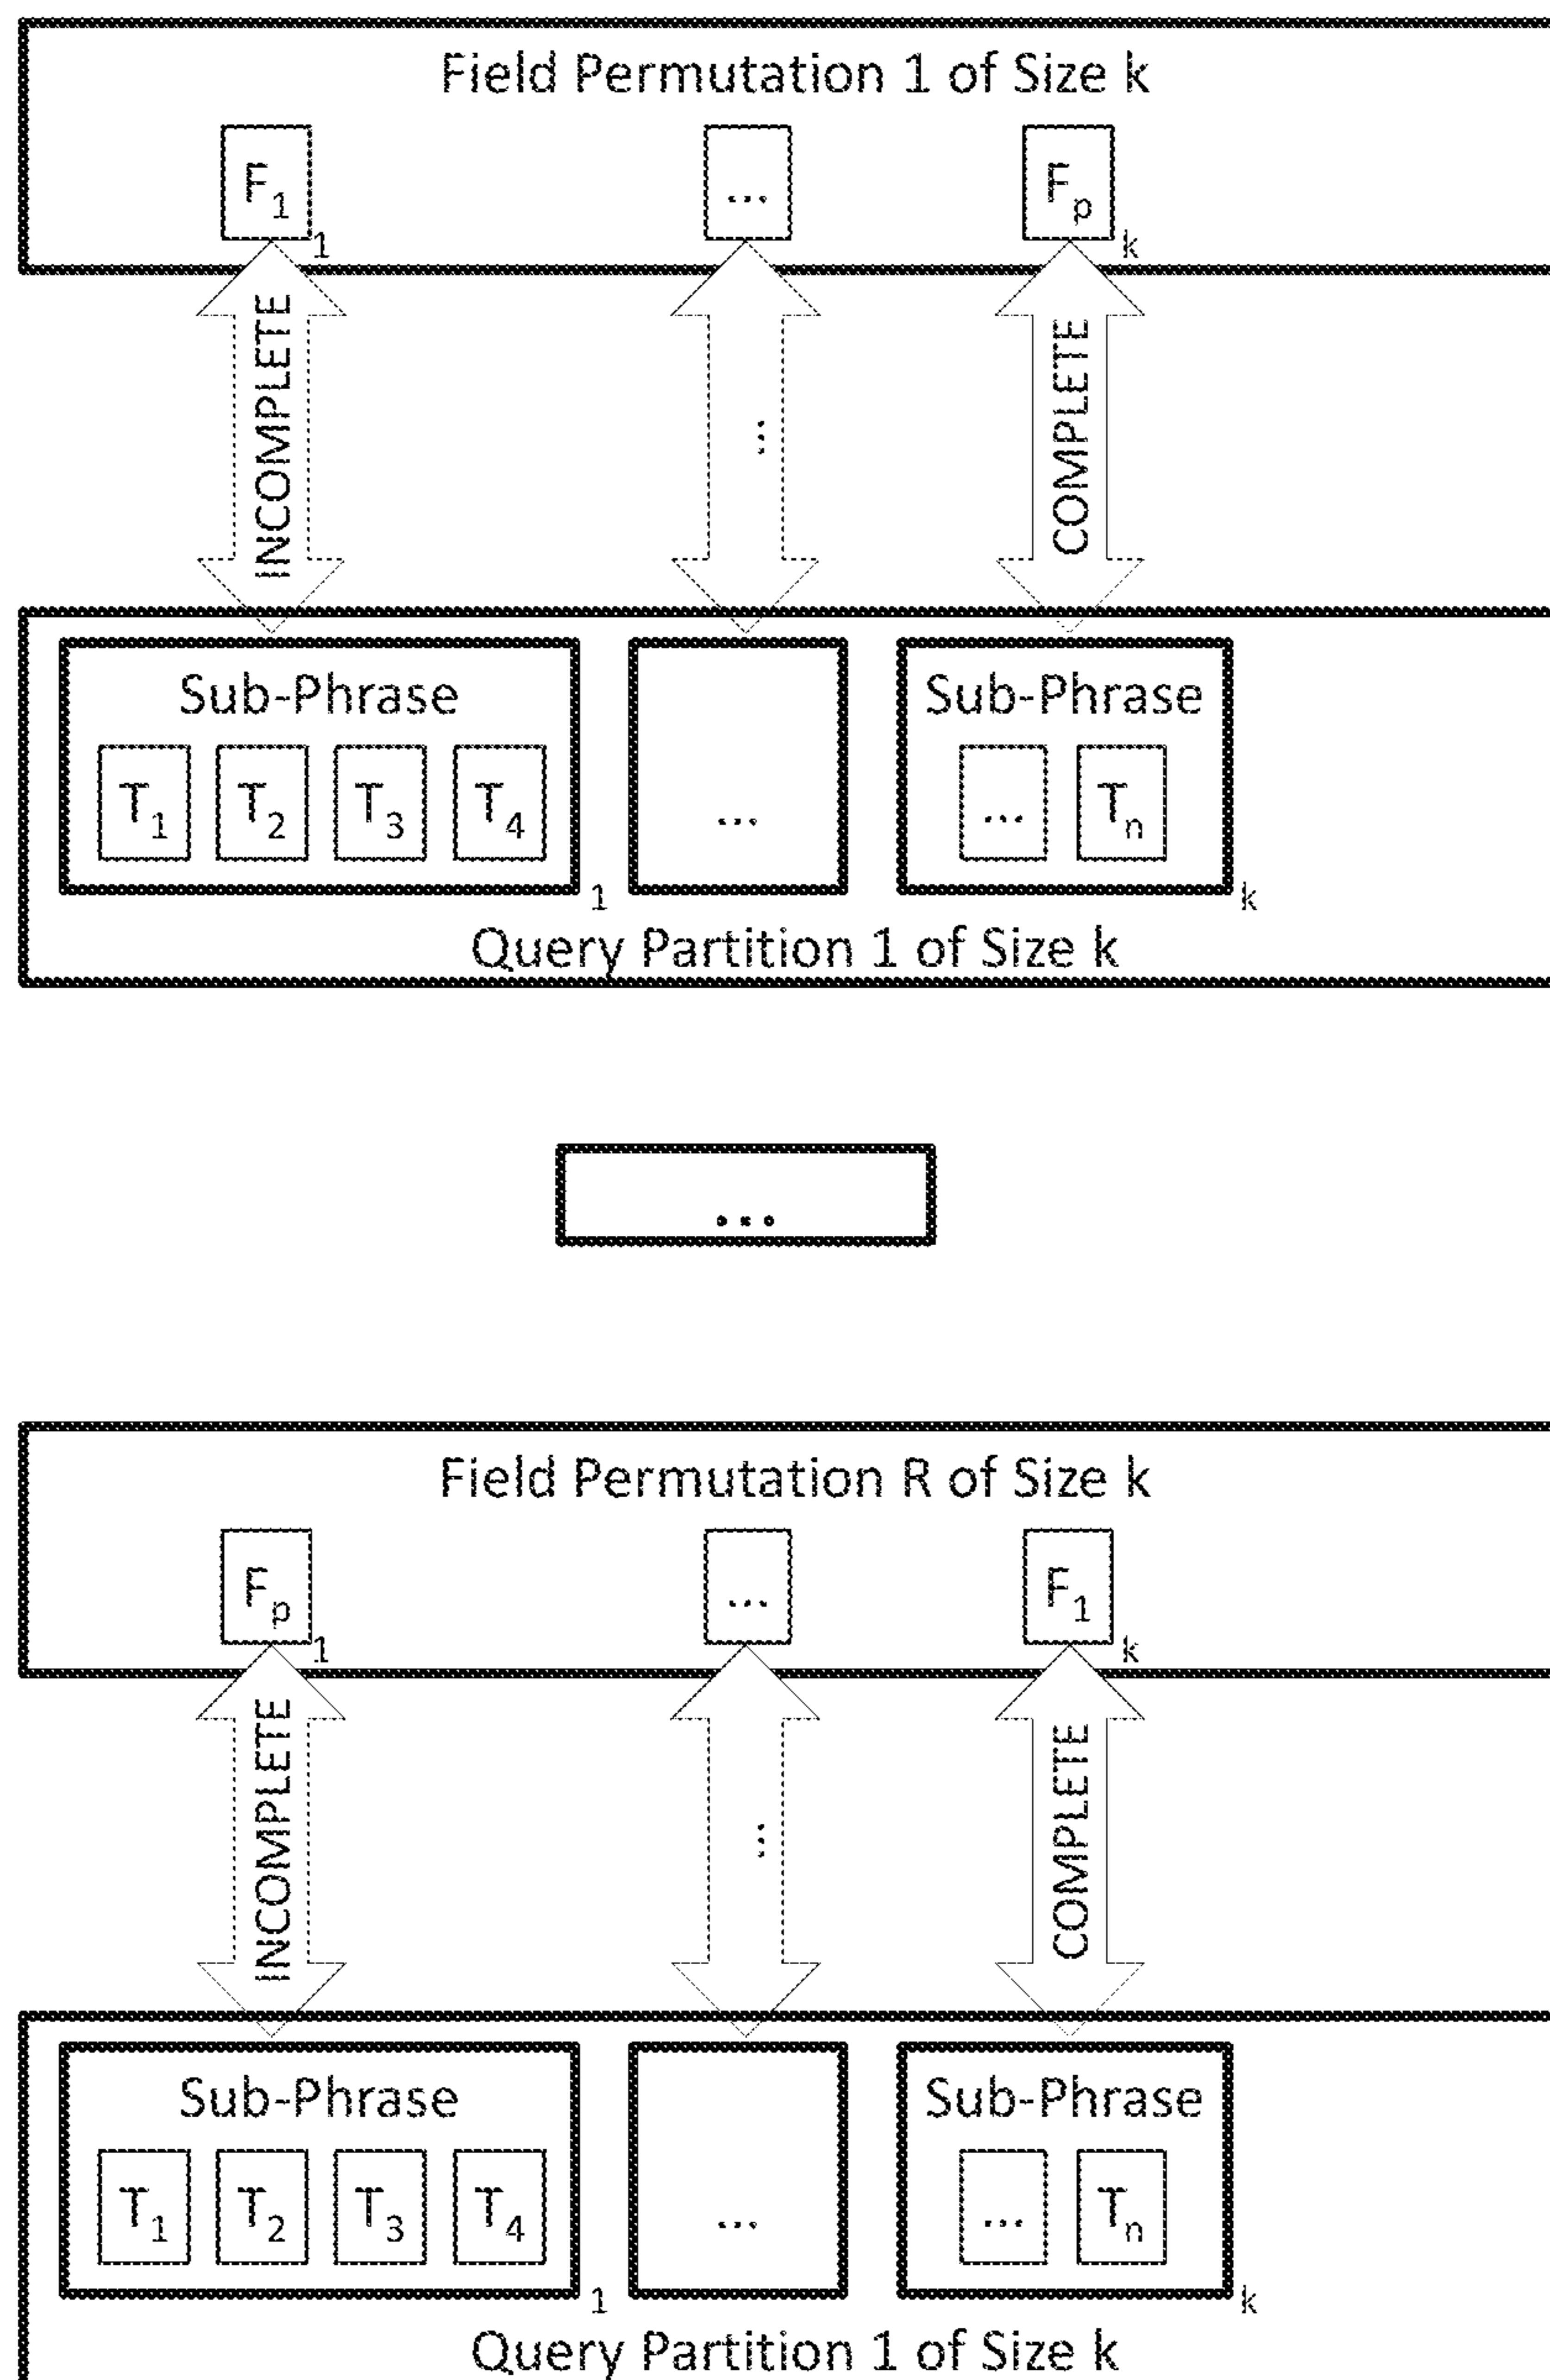 Field Permutation 1 of Size k
F1 1 ... Fp k
INCOMPLETE ... COMPLETE
Sub-Phrase Sub-Phrase
T1 T2 T3 T4 ... ... Tn
1 k
Query Partition 1 of Size k
...
Field Permutation R of Size k
Fp 1 ... F1 k
INCOMPLETE ... COMPLETE
Sub-Phrase Sub-Phrase
T1 T2 T3 T4 ... ... Tn
1 k
Query Partition 1 of Size k